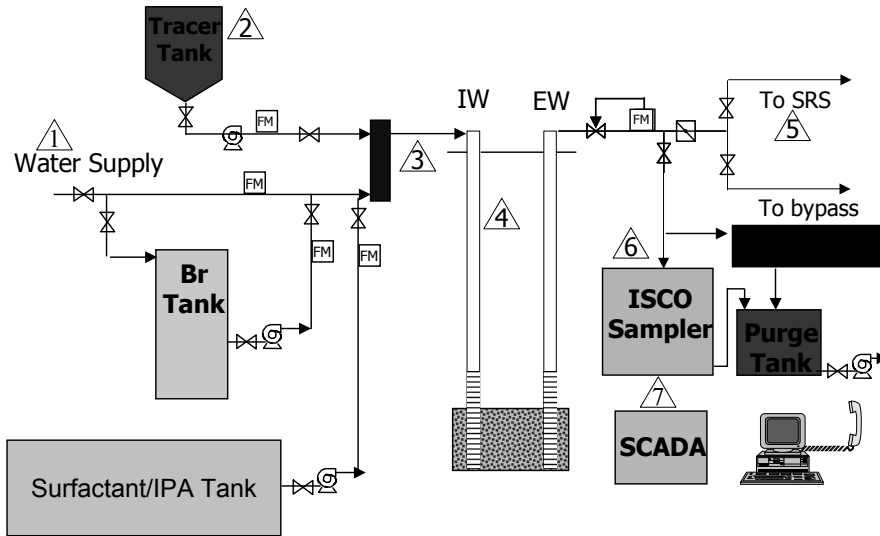 Tracer
Tank
2
FM
IW
EW
FM
To SRS
5
1
Water Supply
3
FM
To bypass
4
6
Br
Tank
FM
FM
ISCO
Sampler
Purge
Tank
7
SCADA
Surfactant/IPA Tank